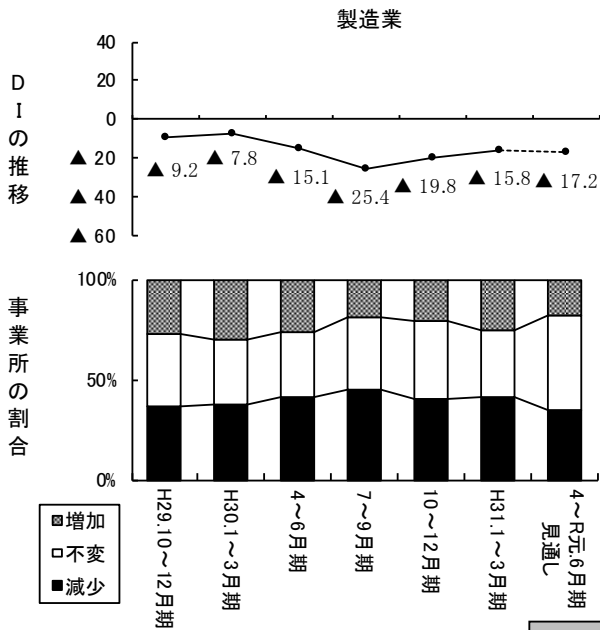 製造業
DIの推移
40
20
0
▲ 20
▲ 40
▲ 60
▲ 9.2
▲ 7.8
▲ 15.1
▲ 25.4
▲ 19.8
▲ 15.8
▲ 17.2
事業所の割合
100%
50%
0%
増加
不変
減少
H29.10～12月期
H30.1～3月期
4～6月期
7～9月期
10～12月期
H31.1～3月期
4～R元.6月期
見通し